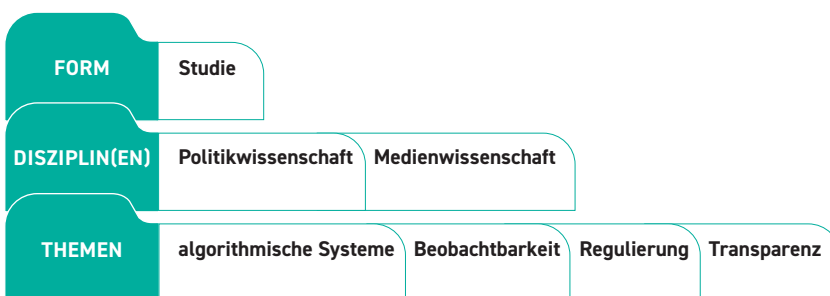 FORM Studie
DISZIPLIN(EN) Politikwissenschaft Medienwissenschaft
THEMEN algorithmische Systeme Beobachtbarkeit Regulierung Transparenz